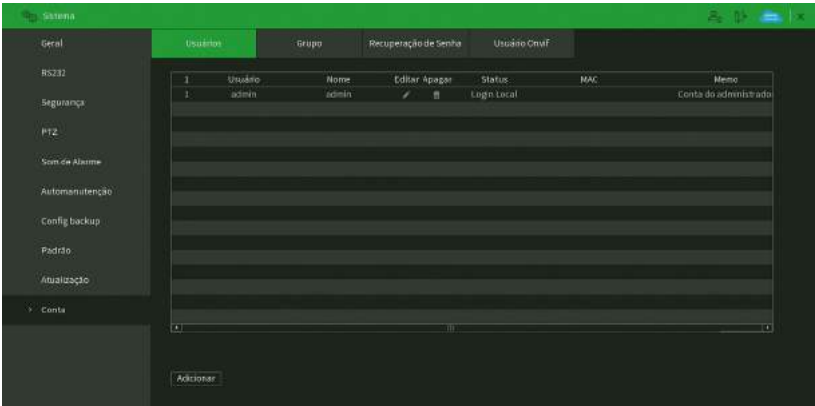 Sistema
Geral
RS232
Segurança
PTZ
Som de Alarme
Automanutenção
Config backup
Padrão
Atualização
Conta
Usuários Grupo Recuperação de Senha Usuário Onvif
1 Usuário Nome Editar Apagar Status MAC Memo
1 admin admin Login Local Conta do administrado
Adicionar